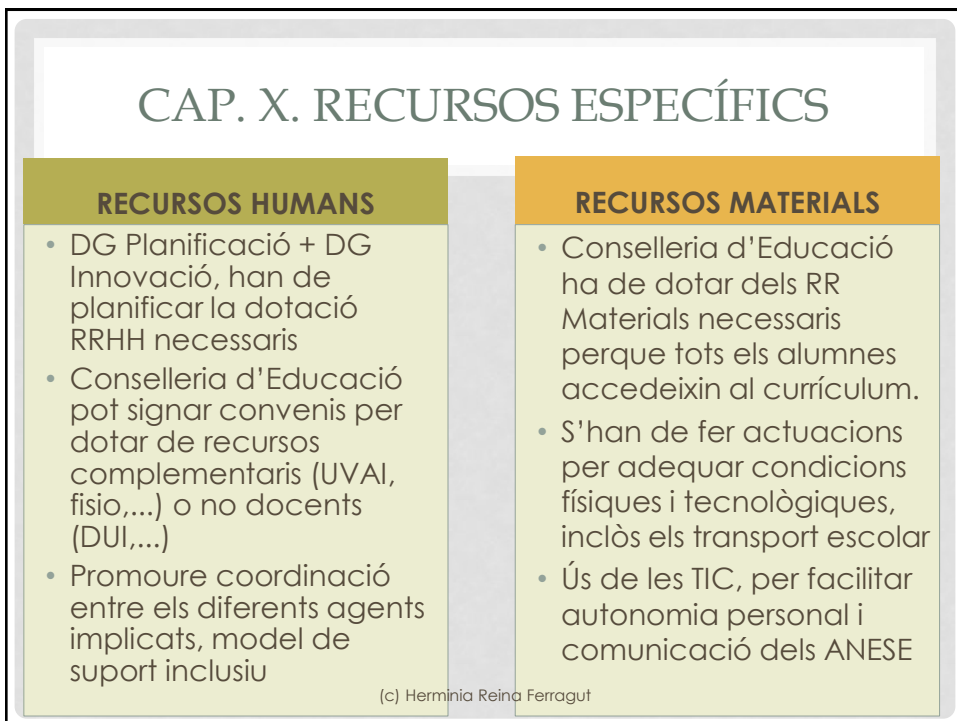 CAP. X. RECURSOS ESPECÍFICS
RECURSOS HUMANS
• DG Planificació + DG
Innovació, han de
planificar la dotació
RRHH necessaris
• Conselleria d’Educació
pot signar convenis per
dotar de recursos
complementaris (UVAI,
fisio,...) o no docents
(DUI,...)
• Promoure coordinació
entre els diferents agents
implicats, model de
suport inclusiu
RECURSOS MATERIALS
• Conselleria d’Educació
ha de dotar dels RR
Materials necessaris
perque tots els alumnes
accedeixin al currículum.
• S’han de fer actuacions
per adequar condicions
físiques i tecnològiques,
inclòs els transport escolar
• Ús de les TIC, per facilitar
autonomia personal i
comunicació dels ANESE
(c) Herminia Reina Ferragut